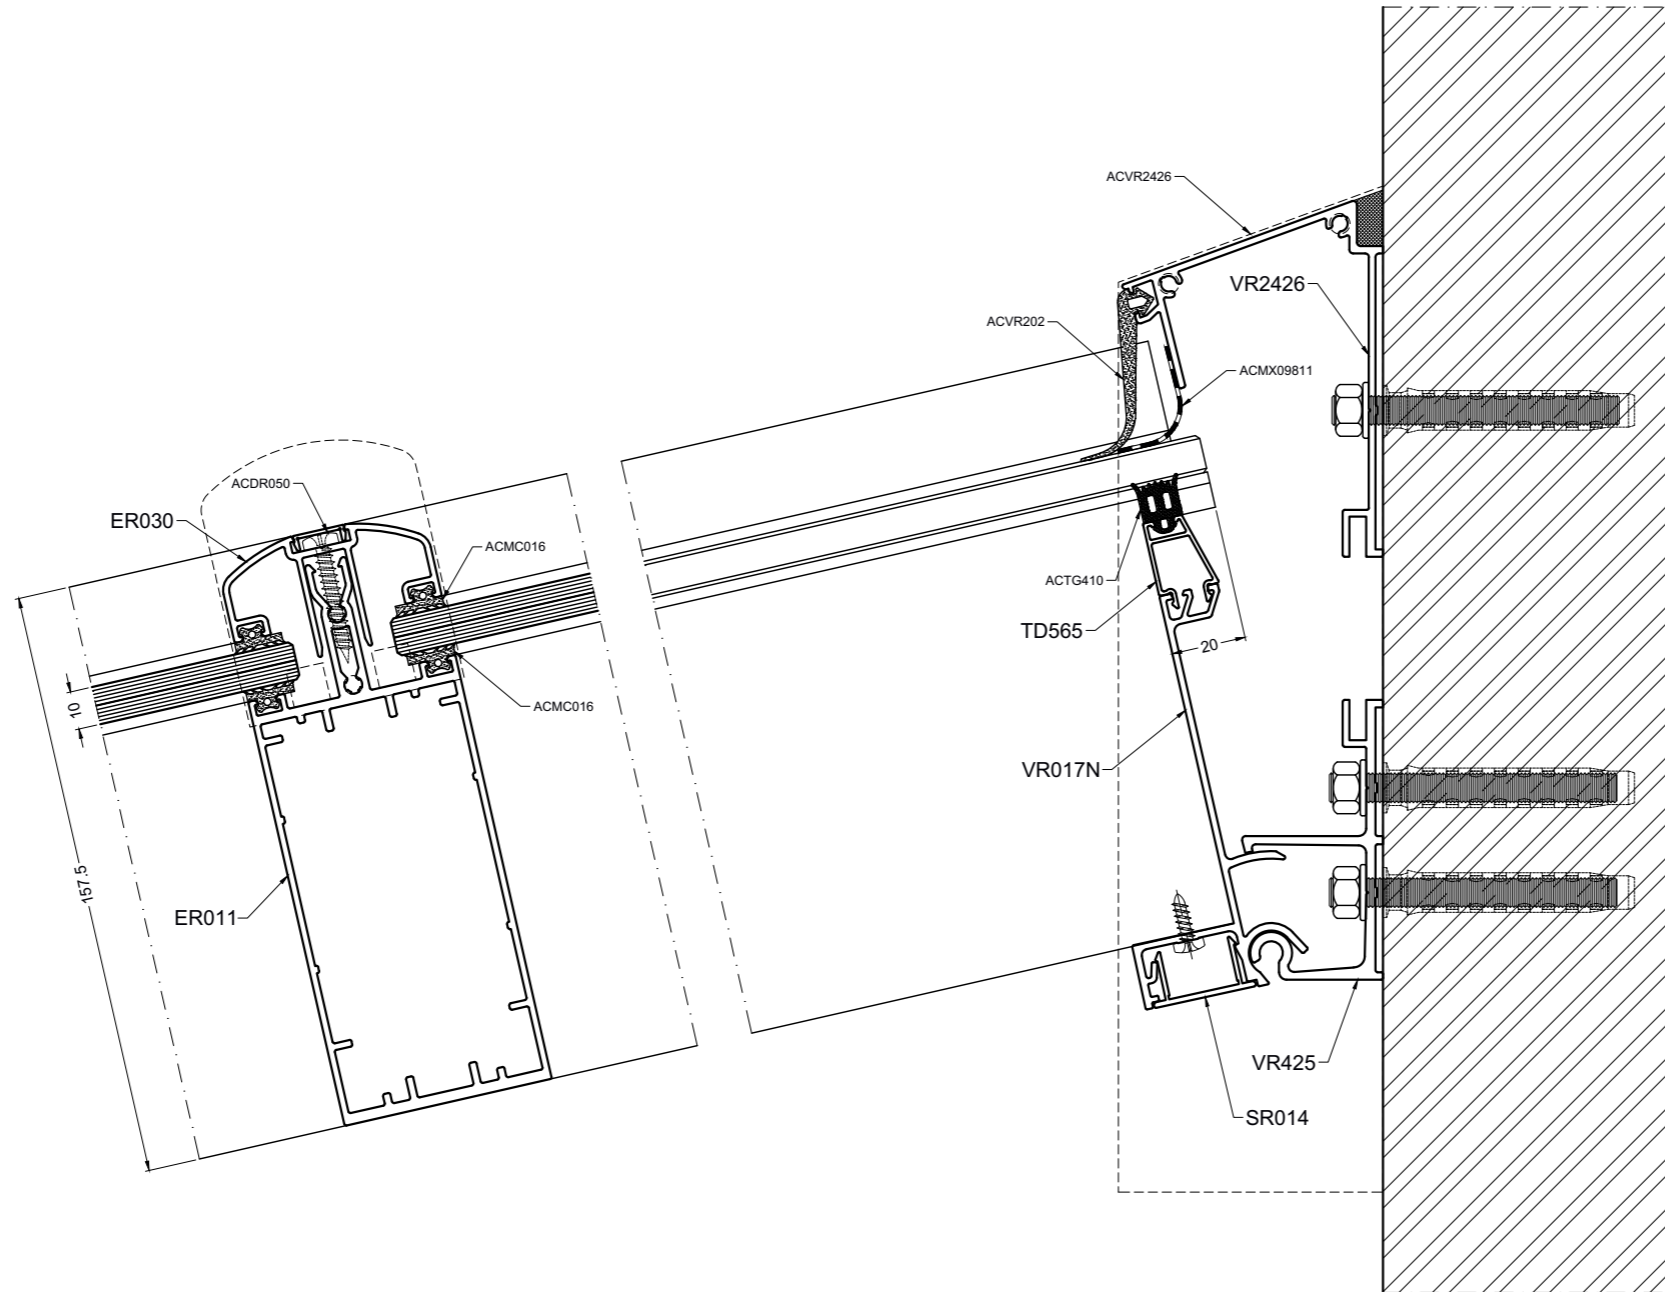 ACVR2426
VR2426
ACVR202
ACMX09811
ACDR050
ER030
ACMC016
ACTG410
TD565
20
ACMC016
10
VR017N
157.5
ER011
VR425
SR014